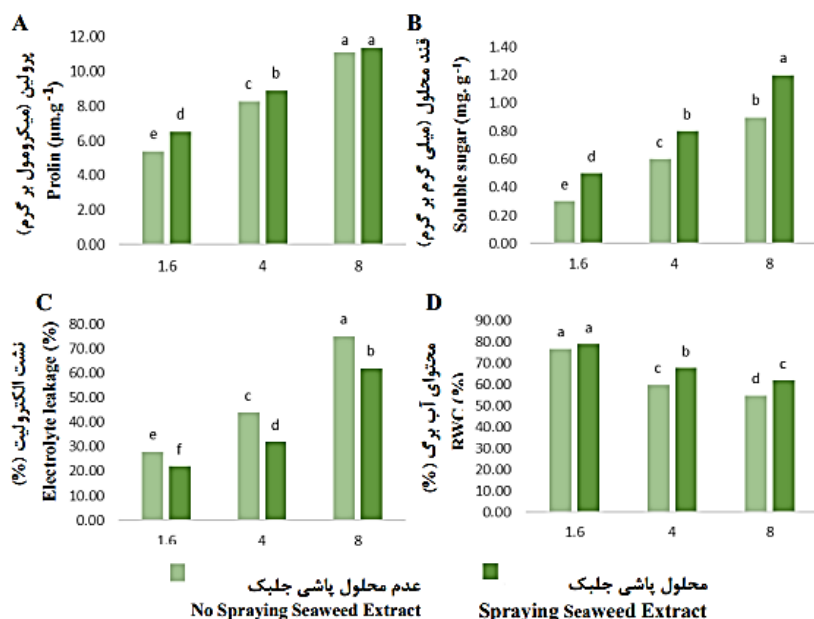 A
پرولین (میکرومول بر گرم)
Prolin (µm.g⁻¹)
12.00
10.00
8.00
6.00
4.00
2.00
0.00
e
d
c
b
a
a
1.6
4
8
B
قند محلول (میلی گرم بر گرم)
Soluble sugar (mg. g⁻¹)
1.40
1.20
1.00
0.80
0.60
0.40
0.20
0.00
e
d
c
b
b
a
1.6
4
8
C
نشت الکترولیت (%)
Electrolyte leakage (%)
80.00
70.00
60.00
50.00
40.00
30.00
20.00
10.00
0.00
e
f
c
d
a
b
1.6
4
8
D
محتوای آب برگ (%)
RWC (%)
90.00
80.00
70.00
60.00
50.00
40.00
30.00
20.00
10.00
0.00
a
a
c
b
d
c
1.6
4
8
عدم محلول پاشی جلبک
No Spraying Seaweed Extract
محلول پاشی جلبک
Spraying Seaweed Extract